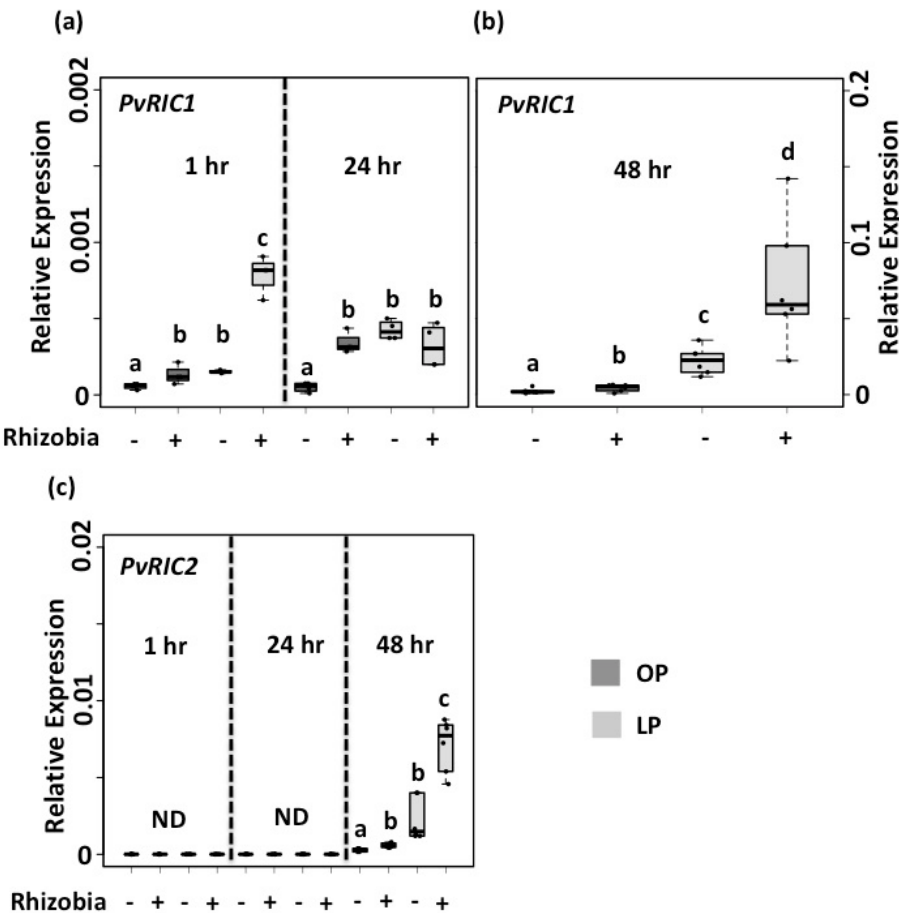 (a)
(b)
PvRIC1
1 hr
24 hr
Relative Expression
0.002
0.001
0
a
b
b
c
a
b
b
b
Rhizobia - + - + - + - +
PvRIC1
48 hr
a
b
c
d
0.2
0.1
0
Relative Expression
- + - +
(c)
PvRIC2
1 hr
24 hr
48 hr
Relative Expression
0.02
0.01
0
ND
ND
a
b
b
c
Rhizobia - + - + - + - + - + - +
OP
LP